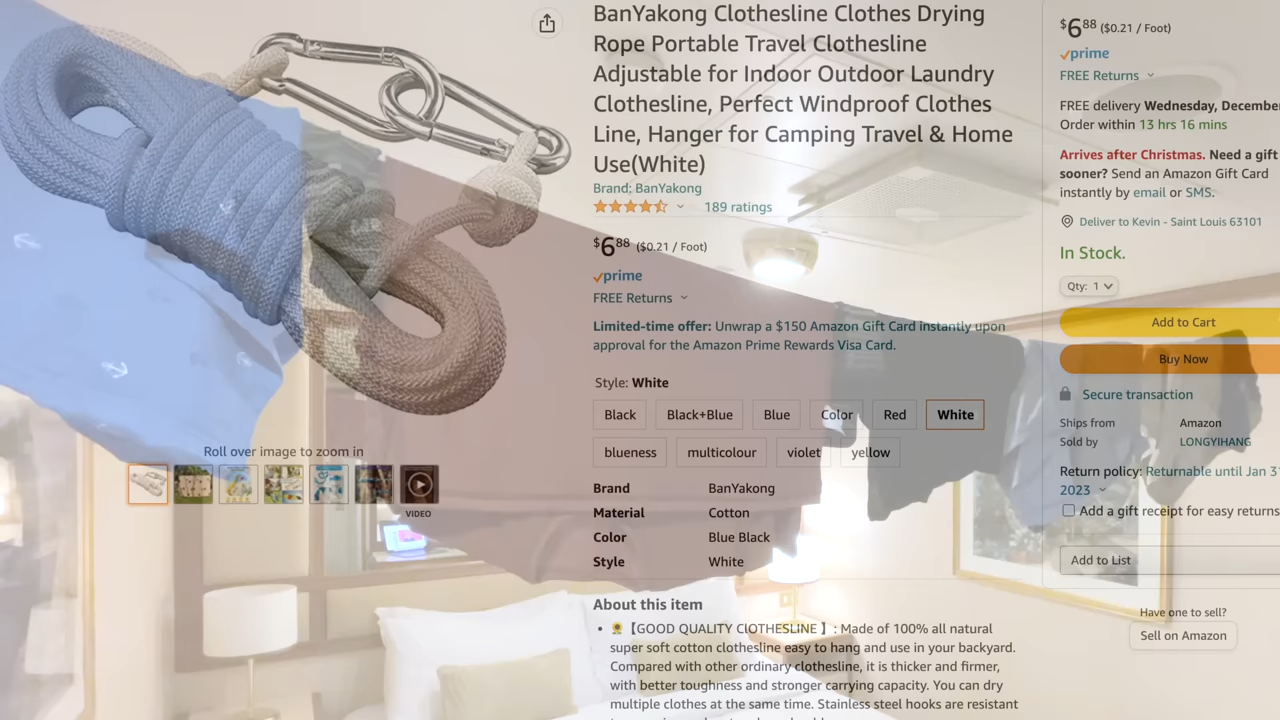 BanYakong Clothesline Clothes Drying
Rope Portable Travel Clothesline
Adjustable for Indoor Outdoor Laundry
Clothesline, Perfect Windproof Clothes
Line, Hanger for Camping Travel & Home
Use(White)
Brand: BanYakong
189 ratings
$6 88 ($0.21 / Foot)
prime
FREE Returns
Limited-time offer: Unwrap a $150 Amazon Gift Card instantly upon
approval for the Amazon Prime Rewards Visa Card.
Style: White
Black Black+Blue Blue Color Red White
blueness multicolour violet yellow
Brand BanYakong
Material Cotton
Color Blue Black
Style White
About this item
• 🌻【GOOD QUALITY ClOTHESLINE 】: Made of 100% all natural
super soft cotton clothesline easy to hang and use in your backyard.
Compared with other ordinary clothesline, it is thicker and firmer,
with better toughness and stronger carrying capacity. You can dry
multiple clothes at the same time. Stainless steel hooks are resistant
Roll over image to zoom in
VIDEO
$6 88 ($0.21 / Foot)
prime
FREE Returns
FREE delivery Wednesday, December
Order within 13 hrs 16 mins
Arrives after Christmas. Need a gift
sooner? Send an Amazon Gift Card
instantly by email or SMS.
Deliver to Kevin - Saint Louis 63101
In Stock.
Qty: 1
Add to Cart
Buy Now
Secure transaction
Ships from Amazon
Sold by LONGYIHANG
Return policy: Returnable until Jan 3
2023
Add a gift receipt for easy returns
Add to List
Have one to sell?
Sell on Amazon